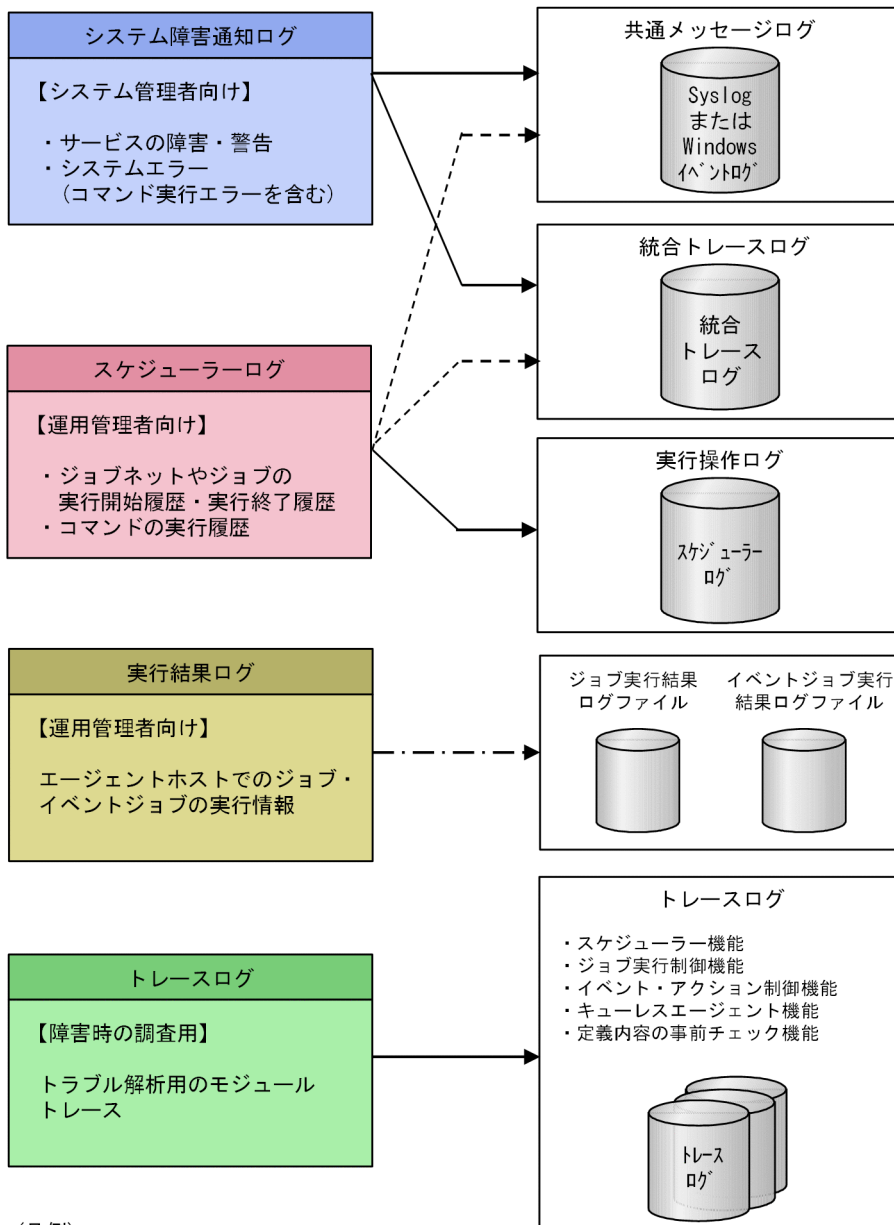 システム障害通知ログ
【システム管理者向け】
・サービスの障害・警告
・システムエラー
（コマンド実行エラーを含む）
共通メッセージログ
Syslog
または
Windows
ｲﾍﾞﾝﾄﾛｸﾞ
統合トレースログ
統合
トレース
ログ
スケジューラーログ
【運用管理者向け】
・ジョブネットやジョブの
実行開始履歴・実行終了履歴
・コマンドの実行履歴
実行操作ログ
ｽｹｼﾞｭｰﾗｰ
ﾛｸﾞ
実行結果ログ
【運用管理者向け】
エージェントホストでのジョブ・
イベントジョブの実行情報
ジョブ実行結果
ログファイル
イベントジョブ実行
結果ログファイル
トレースログ
【障害時の調査用】
トラブル解析用のモジュール
トレース
トレースログ
・スケジューラー機能
・ジョブ実行制御機能
・イベント・アクション制御機能
・キューレスエージェント機能
・定義内容の事前チェック機能
ﾄﾚｰｽ
ﾛｸﾞ